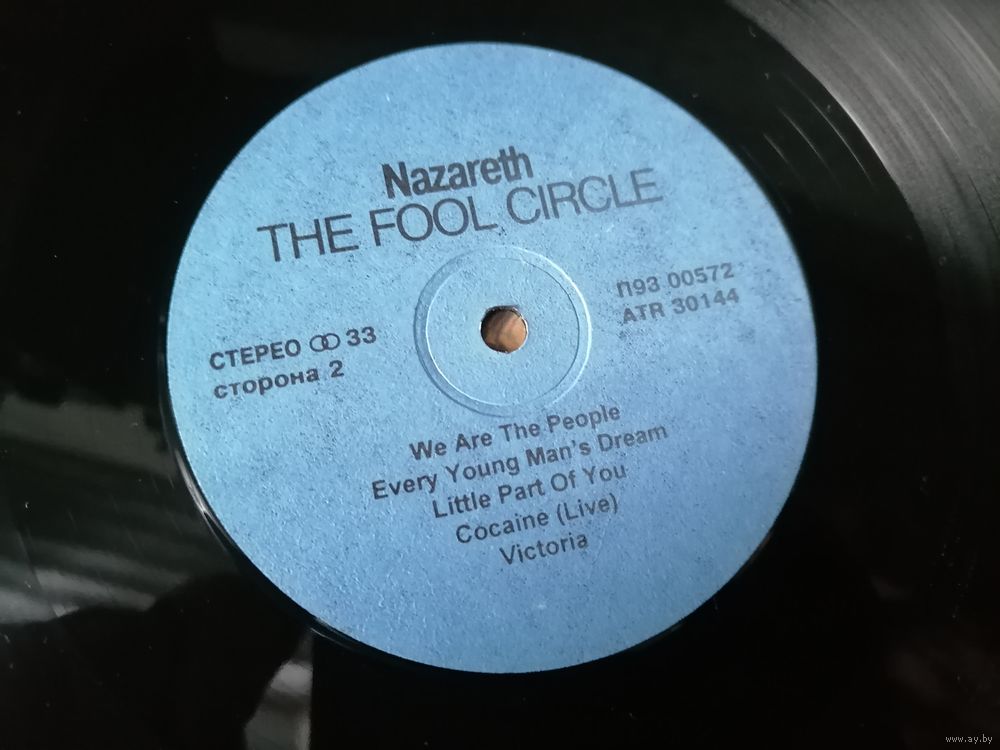 Nazareth
THE FOOL CIRCLE
СТЕРЕО 33
сторона 2
П93 00572
ATR 30144
We Are The People
Every Young Man's Dream
Little Part Of You
Cocaine (Live)
Victoria
www.ay.by